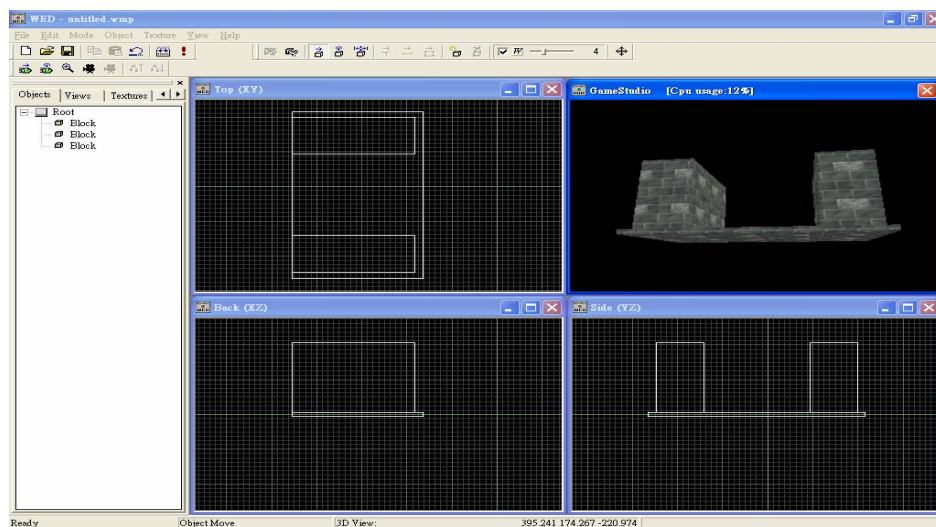 WED - untitled.wmp
File Edit Mode Object Texture View Help
4
Objects Views Textures
Root
Block
Block
Block
Top (XY)
GameStudio [Cpu usage:12%]
Back (XZ)
Side (YZ)
Ready Object Move 3D View: 395.241 174.267 -220.974